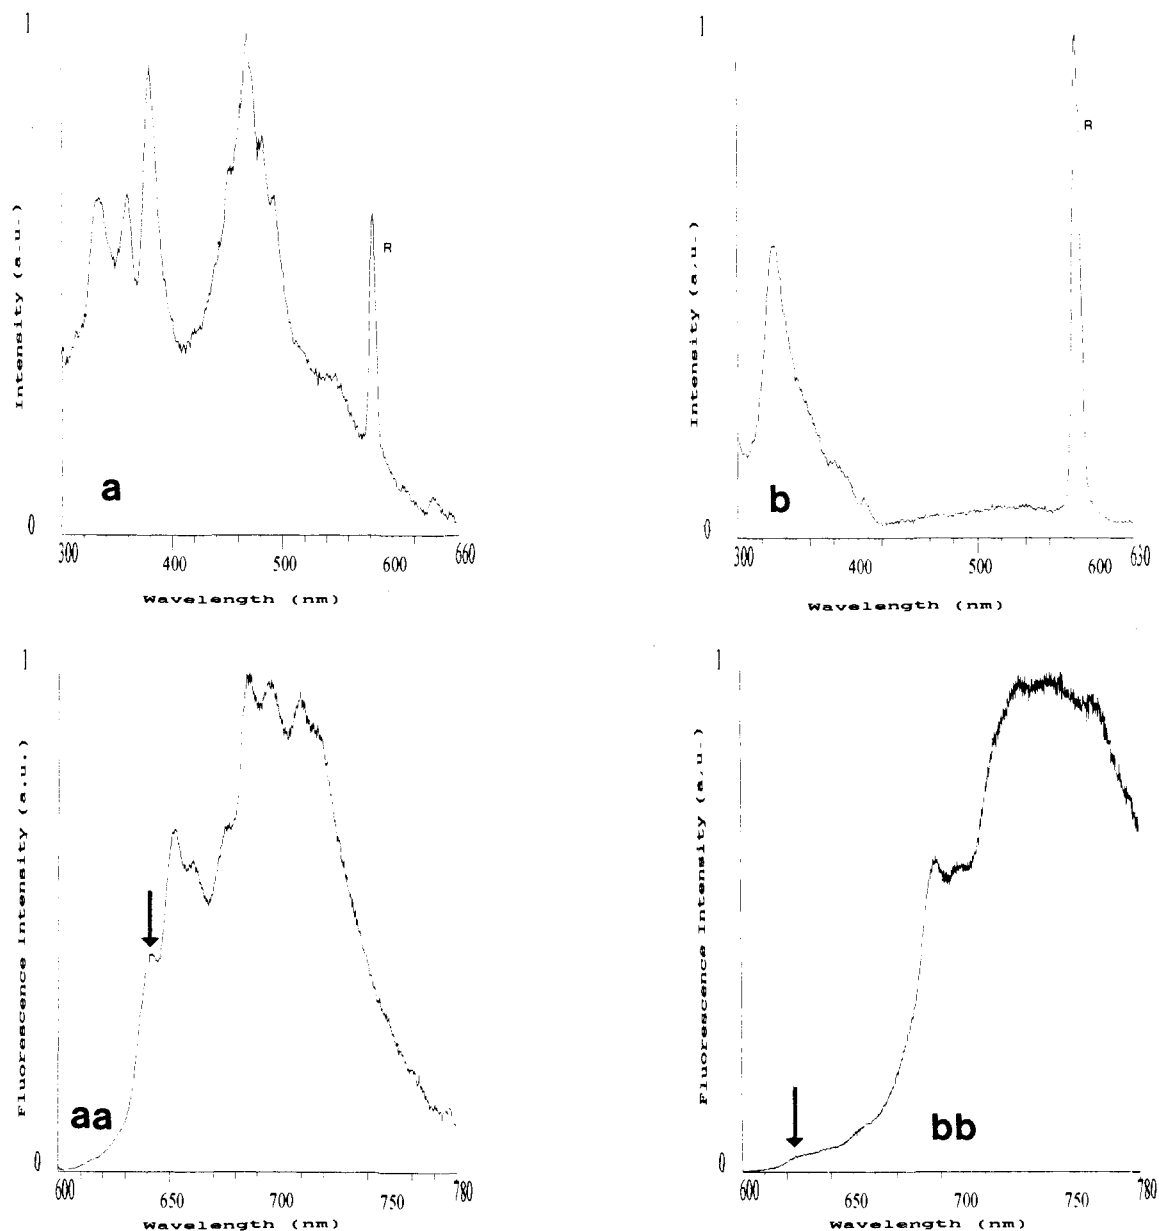 1
Intensity (a.u.)
R
a
0
300 400 500 600 660
Wavelength (nm)
1
Intensity (a,u.)
R
b
0
300 400 500 600 650
Wavelength (nm)
1
Fluorescence Intensity (a.u.)
aa
0
600 650 700 750 780
Wavelength (nm)
1
Fluorescence Intensity (a,u.)
bb
0
600 650 700 750 780
Wavelength (nm)